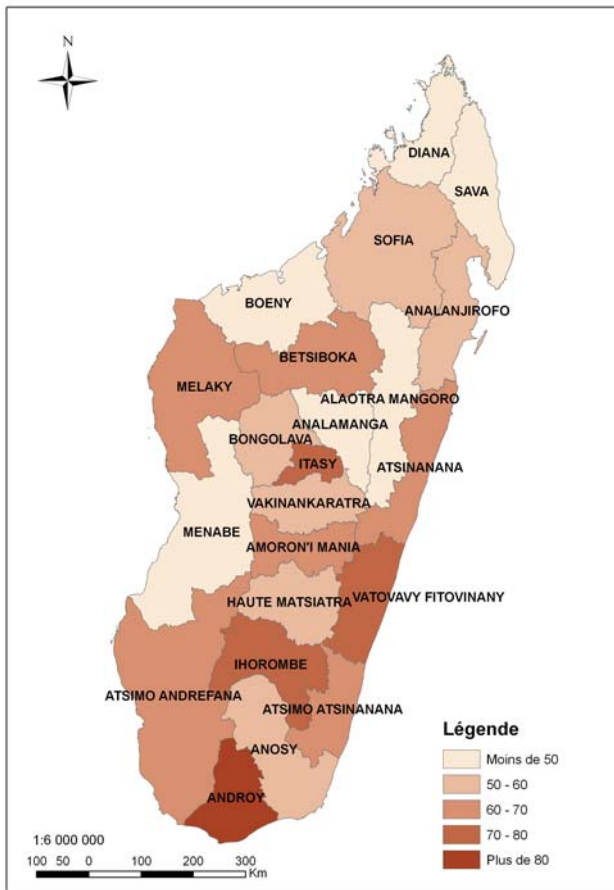 N
DIANA
SAVA
SOFIA
ANALANJIROFO
BOENY
BETSIBOKA
MELAKY
ALAOTRA MANGORO
ANALAMANGA
BONGOLAVA
ITASY
ATSINANANA
VAKINANKARATRA
MENABE
AMORON'I MANIA
HAUTE MATSIATRA
VATOVAVY FITOVINANY
IHOROMBE
ATSIMO ANDREFANA
ATSIMO ATSINANANA
ANOSY
ANDROY
Légende
Moins de 50
50 - 60
60 - 70
70 - 80
Plus de 80
1:6 000 000
100 50 0 100 200 300
Km